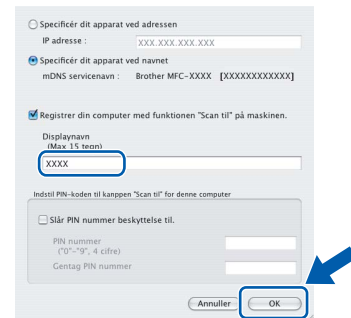 Specificér dit apparat ved adressen
IP adresse : XXX.XXX.XXX.XXX
Specificér dit apparat ved navnet
mDNS servicenavn : Brother MFC-XXXX [XXXXXXXXXXXX]
Registrer din computer med funktionen "Scan til" på maskinen.
Displaynavn
(Max 15 tegn)
XXXX
Indstil PIN-koden til kanppen "Scan til" for denne computer
Slår PIN nummer beskyttelse til.
PIN nummer
("0"-"9", 4 cifre)
Gentag PIN nummer
Annuller OK